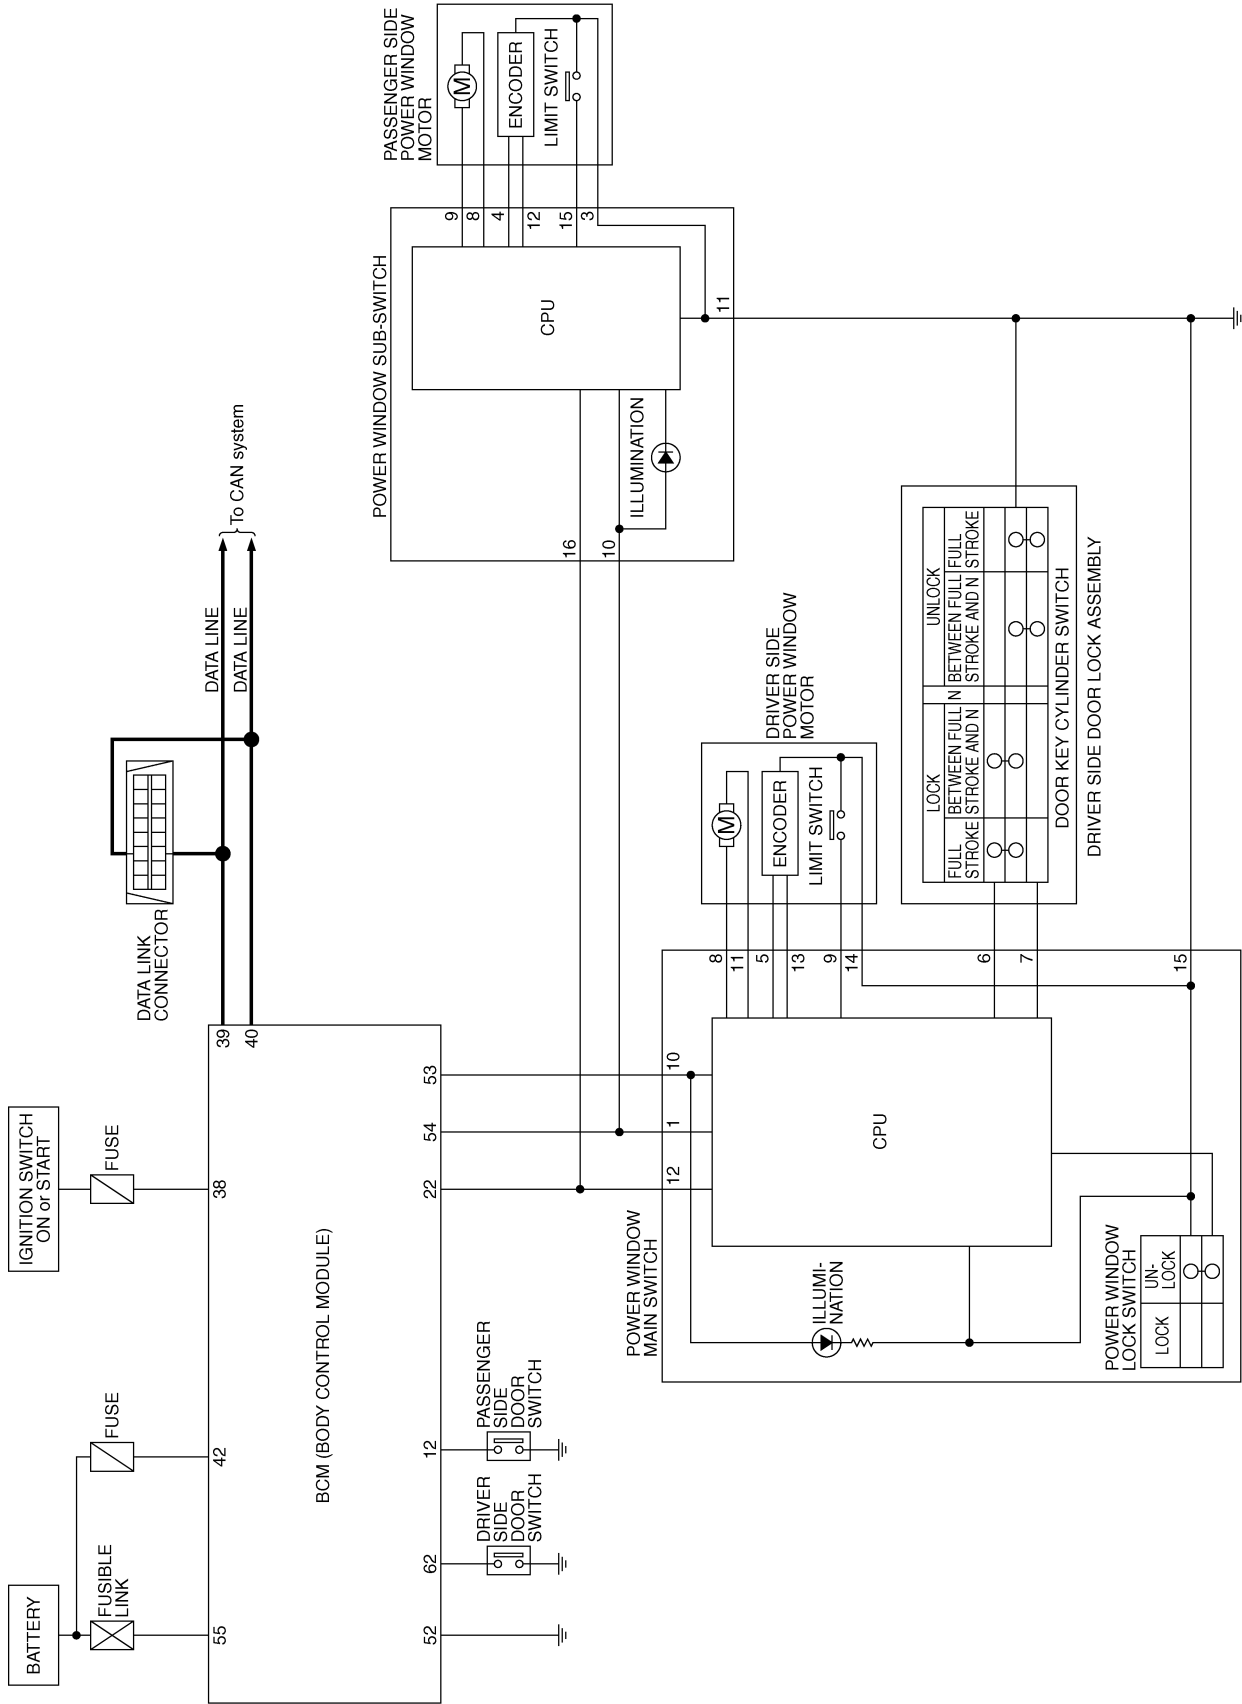 BATTERY
FUSIBLE
LINK
FUSE
IGNITION SWITCH
ON or START
FUSE
55
42
38
BCM (BODY CONTROL MODULE)
39
40
52
62
12
22
54
53
DRIVER
SIDE
DOOR
SWITCH
PASSENGER
SIDE
DOOR
SWITCH
DATA LINK
CONNECTOR
DATA LINE
DATA LINE
To CAN system
POWER WINDOW
MAIN SWITCH
12
1
10
ILLUMI-
NATION
CPU
8
11
5
13
9
14
6
7
15
POWER WINDOW
LOCK SWITCH
LOCK
UN-
LOCK
DRIVER SIDE
POWER WINDOW
MOTOR
M
ENCODER
LIMIT SWITCH
LOCK
UNLOCK
FULL
STROKE
BETWEEN FULL
STROKE AND N
N
BETWEEN FULL
STROKE AND N
FULL
STROKE
DOOR KEY CYLINDER SWITCH
DRIVER SIDE DOOR LOCK ASSEMBLY
POWER WINDOW SUB-SWITCH
16
10
ILLUMINATION
CPU
9
8
4
12
15
3
11
PASSENGER SIDE
POWER WINDOW
MOTOR
M
ENCODER
LIMIT SWITCH